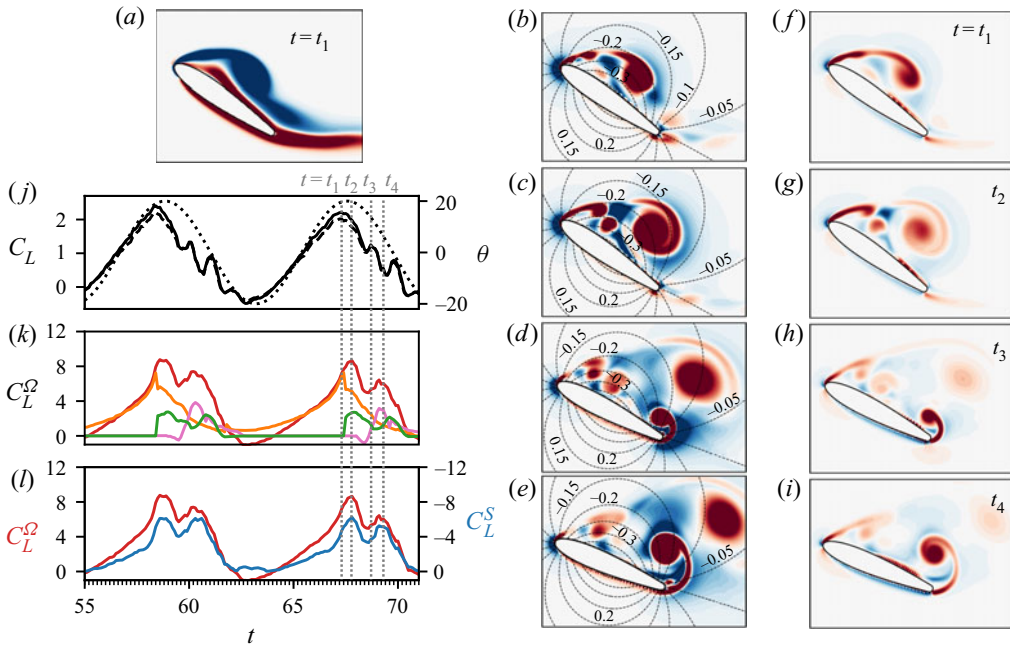 (a)
t = t1
(b)
−0.2
−0.15
−0.1
−0.05
0.15
0.2
(f)
t = t1
(c)
−0.15
−0.05
0.2
0.15
(g)
t2
(d)
−0.15
−0.2
−0.3
−0.05
0.15
0.2
(h)
t3
(e)
−0.15
−0.2
−0.3
−0.05
0.2
(i)
t4
t = t1 t2 t3 t4
(j)
2
1
0
CL
20
0
−20
θ
(k)
12
8
4
0
CLΩ
(l)
12
8
4
0
CLΩ
−12
−8
−4
0
CLS
55 60 65 70
t